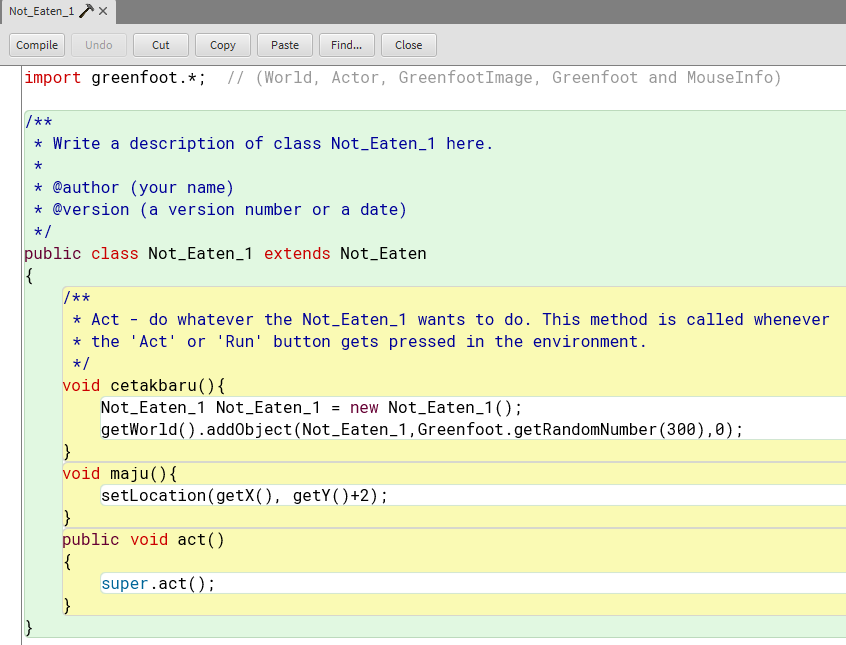 Not_Eaten_1
Compile Undo Cut Copy Paste Find... Close
import greenfoot.*;  // (World, Actor, GreenfootImage, Greenfoot and MouseInfo)
/**
 * Write a description of class Not_Eaten_1 here.
 *
 * @author (your name)
 * @version (a version number or a date)
 */
public class Not_Eaten_1 extends Not_Eaten
{
    /**
     * Act - do whatever the Not_Eaten_1 wants to do. This method is called whenever
     * the 'Act' or 'Run' button gets pressed in the environment.
     */
    void cetakbaru(){
        Not_Eaten_1 Not_Eaten_1 = new Not_Eaten_1();
        getWorld().addObject(Not_Eaten_1,Greenfoot.getRandomNumber(300),0);
    }
    void maju(){
        setLocation(getX(), getY()+2);
    }
    public void act()
    {
        super.act();
    }
}